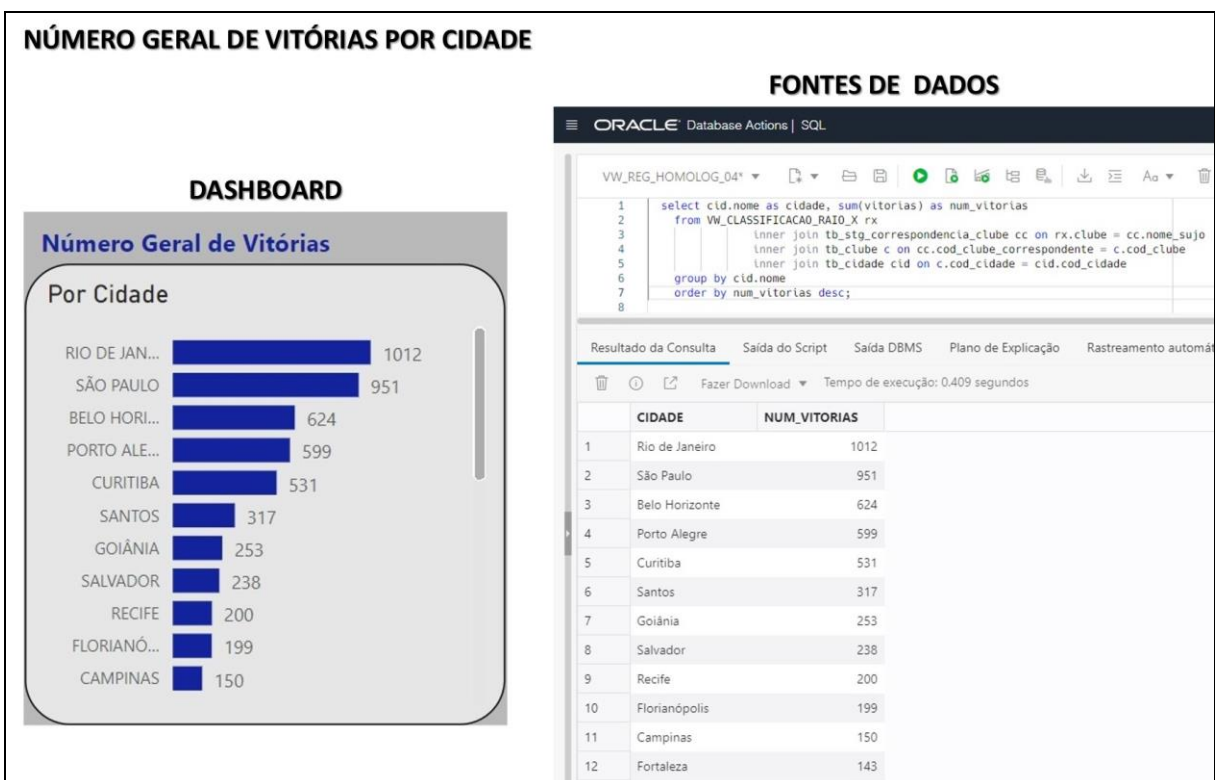 NÚMERO GERAL DE VITÓRIAS POR CIDADE
FONTES DE DADOS
DASHBOARD
Número Geral de Vitórias
Por Cidade
RIO DE JAN... 1012
SÃO PAULO 951
BELO HORI... 624
PORTO ALE... 599
CURITIBA 531
SANTOS 317
GOIÂNIA 253
SALVADOR 238
RECIFE 200
FLORIANÓ... 199
CAMPINAS 150
ORACLE Database Actions | SQL
VW_REG_HOMOLOG_04* Aa
1 select cid.nome as cidade, sum(vitorias) as num_vitorias
2 from VW_CLASSIFICACAO_RAIO_X rx
3 inner join tb_stg_correspondencia_clube cc on rx.clube = cc.nome_sujo
4 inner join tb_clube c on cc.cod_clube_correspondente = c.cod_clube
5 inner join tb_cidade cid on c.cod_cidade = cid.cod_cidade
6 group by cid.nome
7 order by num_vitorias desc;
8
Resultado da Consulta Saída do Script Saída DBMS Plano de Explicação Rastreamento automát
Fazer Download Tempo de execução: 0.409 segundos
CIDADE NUM_VITORIAS
1 Rio de Janeiro 1012
2 São Paulo 951
3 Belo Horizonte 624
4 Porto Alegre 599
5 Curitiba 531
6 Santos 317
7 Goiânia 253
8 Salvador 238
9 Recife 200
10 Florianópolis 199
11 Campinas 150
12 Fortaleza 143